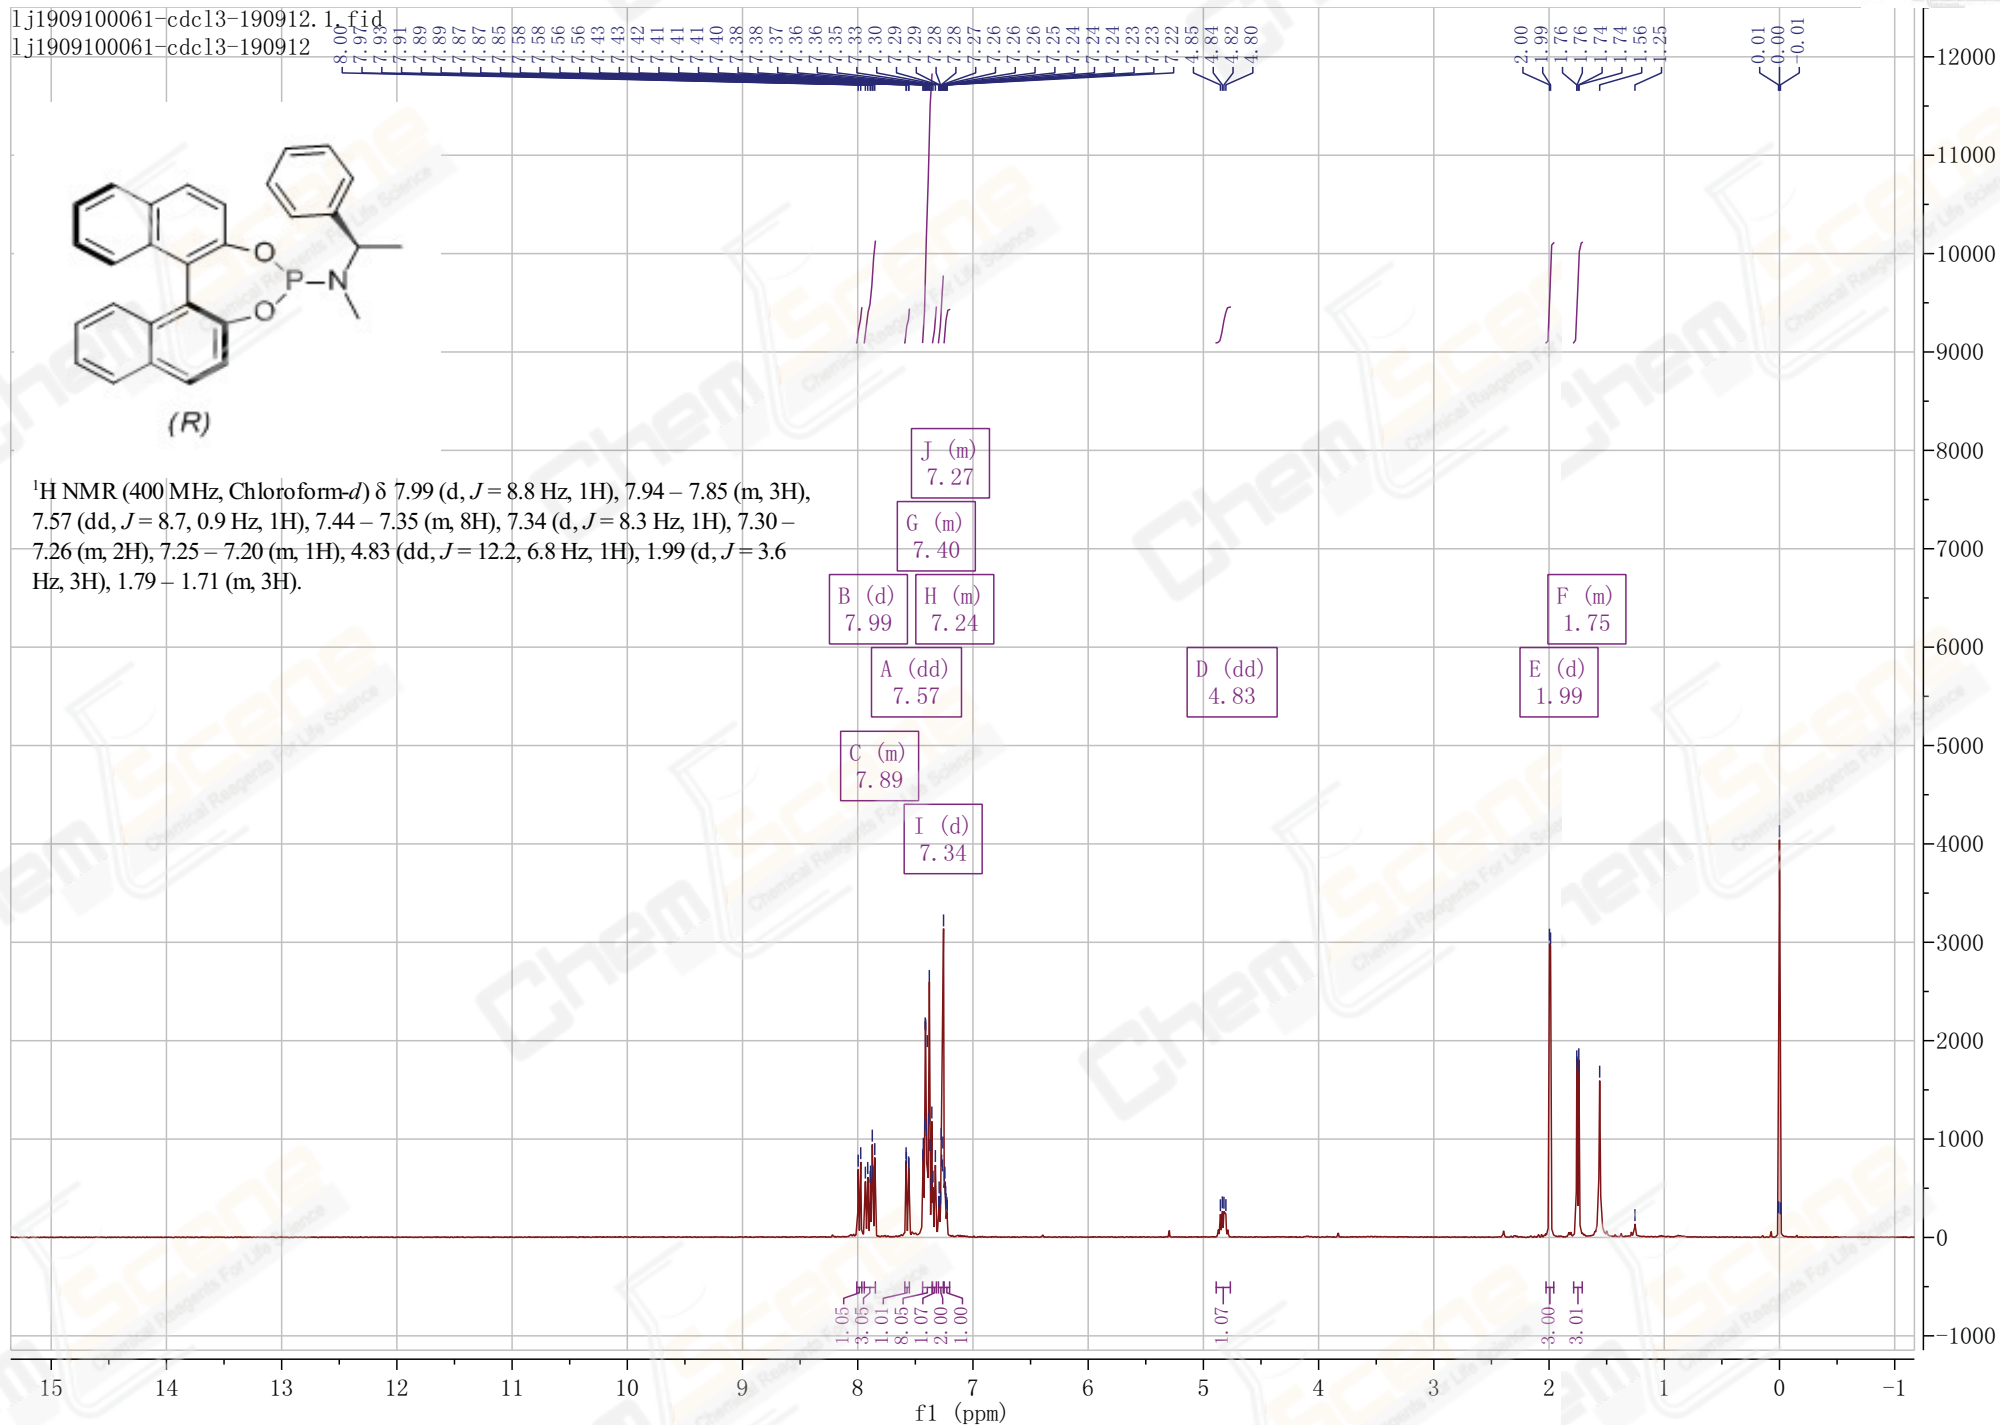 lj1909100061-cdcl3-190912.1.fid
lj1909100061-cdcl3-190912
8.00 7.97 7.93 7.91 7.89 7.89 7.87 7.87 7.85 7.58 7.58 7.56 7.56 7.43 7.43 7.42 7.41 7.41 7.41 7.40 7.38 7.38 7.37 7.36 7.36 7.35 7.33 7.30 7.29 7.29 7.28 7.28 7.27 7.26 7.26 7.26 7.25 7.24 7.24 7.24 7.23 7.23 7.22 4.85 4.84 4.82 4.80 2.00 1.99 1.76 1.76 1.74 1.74 1.56 1.25 0.01 0.00 -0.01
O
P
N
O
(R)
¹H NMR (400 MHz, Chloroform-d) δ 7.99 (d, J = 8.8 Hz, 1H), 7.94 – 7.85 (m, 3H),
7.57 (dd, J = 8.7, 0.9 Hz, 1H), 7.44 – 7.35 (m, 8H), 7.34 (d, J = 8.3 Hz, 1H), 7.30 –
7.26 (m, 2H), 7.25 – 7.20 (m, 1H), 4.83 (dd, J = 12.2, 6.8 Hz, 1H), 1.99 (d, J = 3.6
Hz, 3H), 1.79 – 1.71 (m, 3H).
J (m)
7.27
G (m)
7.40
B (d)
7.99
H (m)
7.24
F (m)
1.75
A (dd)
7.57
D (dd)
4.83
E (d)
1.99
C (m)
7.89
I (d)
7.34
12000
11000
10000
9000
8000
7000
6000
5000
4000
3000
2000
1000
0
-1000
1.05 3.05 1.01 8.05 1.07 2.00 1.00 1.07 3.00 3.01
15 14 13 12 11 10 9 8 7 6 5 4 3 2 1 0 -1
f1 (ppm)
ChemScene
Chemical Reagents For Life Science